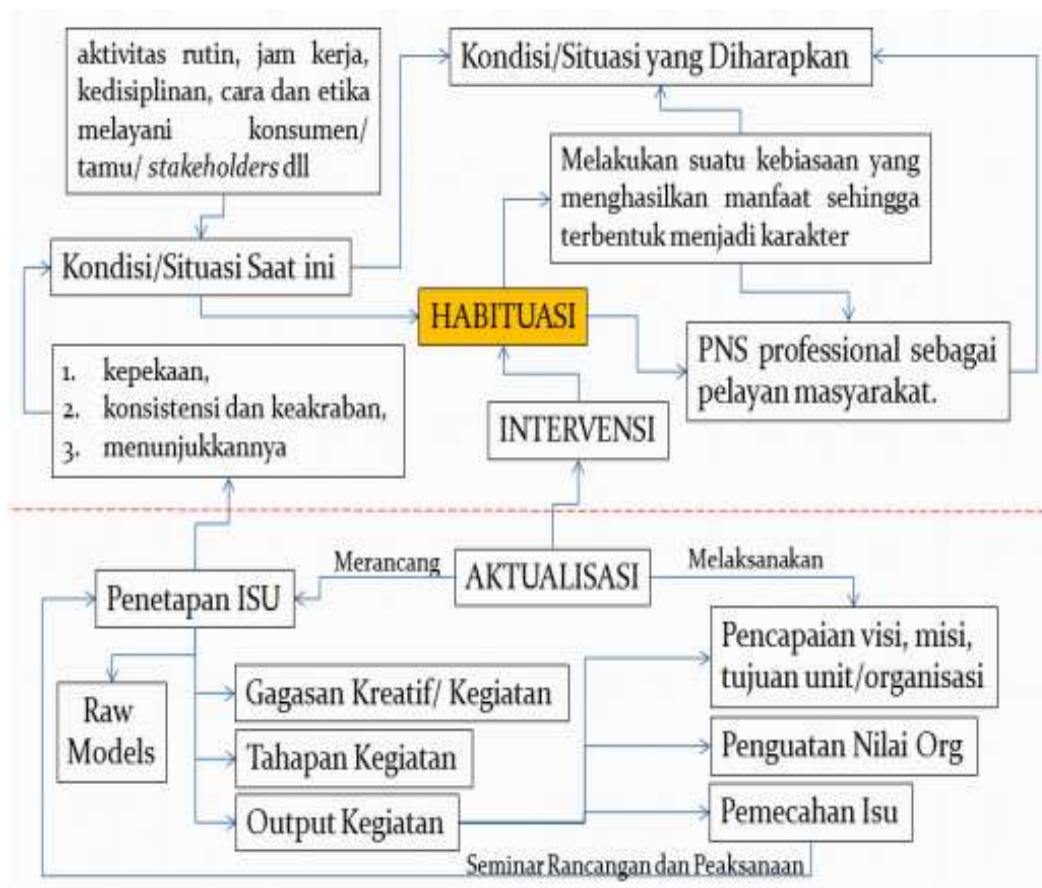 aktivitas rutin, jam kerja,
kedisiplinan, cara dan etika
melayani konsumen/
tamu/ stakeholders dll
Kondisi/Situasi yang Diharapkan
Melakukan suatu kebiasaan yang
menghasilkan manfaat sehingga
terbentuk menjadi karakter
Kondisi/Situasi Saat ini
HABITUASI
PNS professional sebagai
pelayan masyarakat.
1. kepekaan,
2. konsistensi dan keakraban,
3. menunjukkannya
INTERVENSI
Merancang
AKTUALISASI
Melaksanakan
Penetapan ISU
Pencapaian visi, misi,
tujuan unit/organisasi
Raw
Models
Gagasan Kreatif/ Kegiatan
Tahapan Kegiatan
Penguatan Nilai Org
Output Kegiatan
Pemecahan Isu
Seminar Rancangan dan Peaksanaan